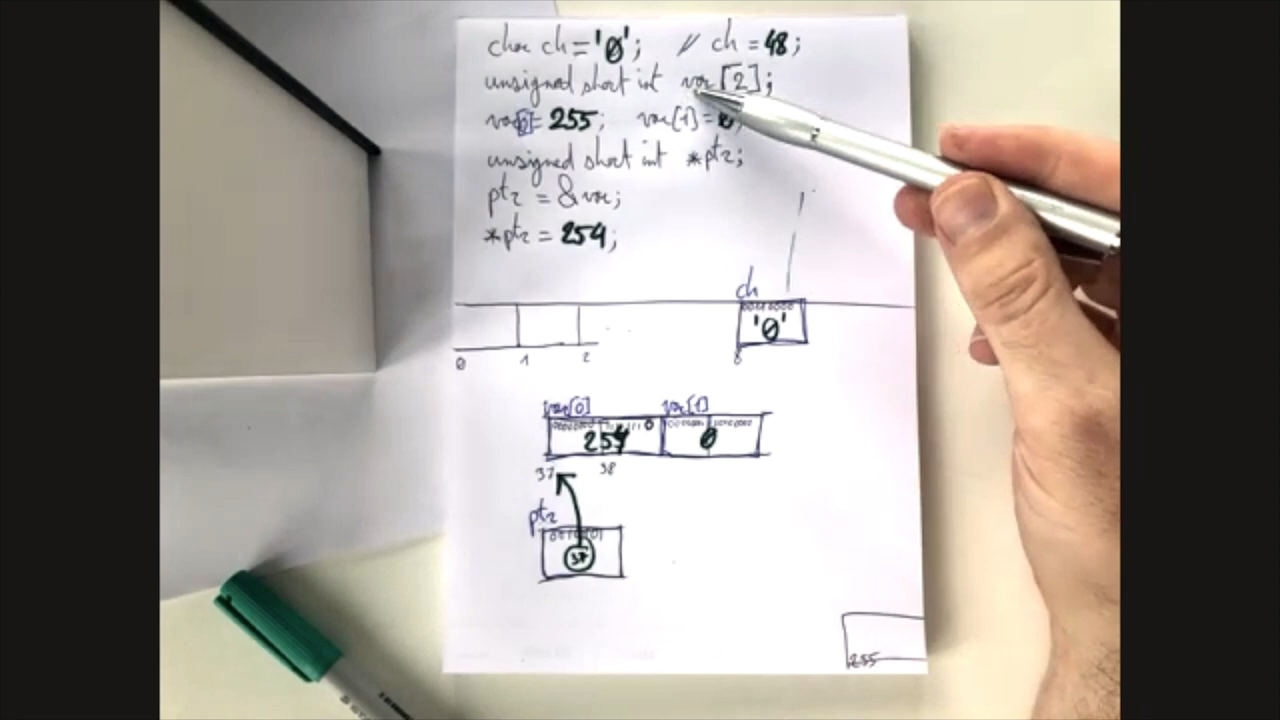 char ch = '0'; // ch = 48;
unsigned short int var[2];
var[0] = 255; var[1] = 0;
unsigned short int *ptr;
ptr = &var;
*ptr = 254;
ch
'0'
0 1 2
var[0] var[1]
254 0
37 38
ptr
37
255